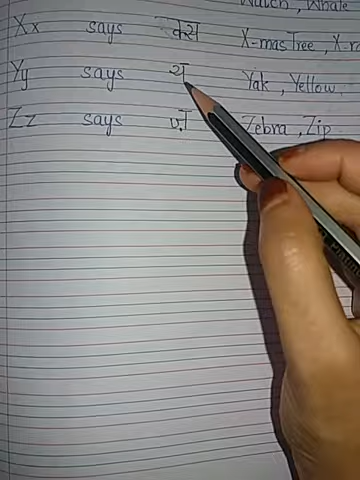 Watch, Whale
Xx says क्स X-mas Tree, X-r
Yy says य Yak, Yellow,
Zz says ज़ Zebra, Zip